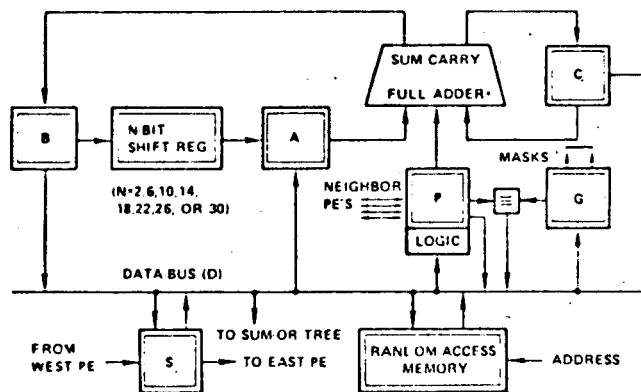 SUM CARRY
FULL ADDER
C
B
N-BIT
SHIFT REG
A
(N=2,6,10,14,
18,22,26, OR 30)
MASKS
NEIGHBOR
PE'S
P
LOGIC
G
DATA BUS (D)
FROM
WEST PE
S
TO SUM-OR TREE
TO EAST PE
RANDOM ACCESS
MEMORY
ADDRESS